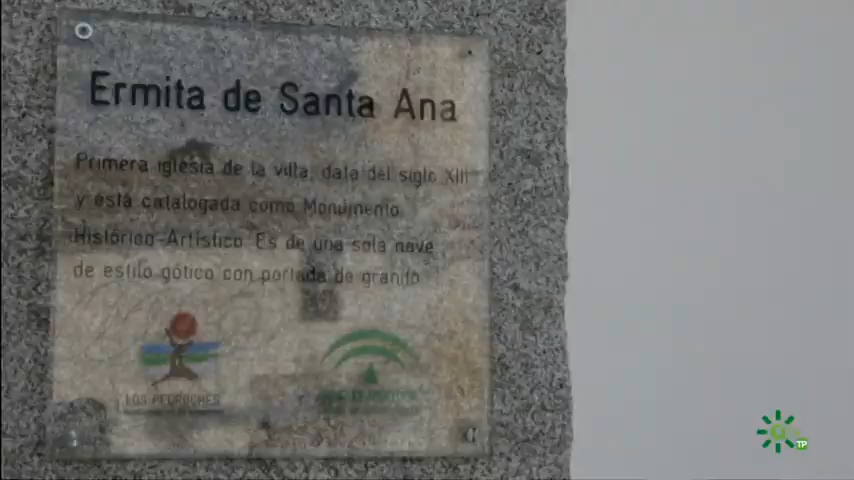 Ermita de Santa Ana
Primera iglesia de la villa, data del siglo XIII
y está catalogada como Monumento
Histórico-Artístico. Es de una sola nave
de estilo gótico con portada de granito
LOS PEDROCHES
TP